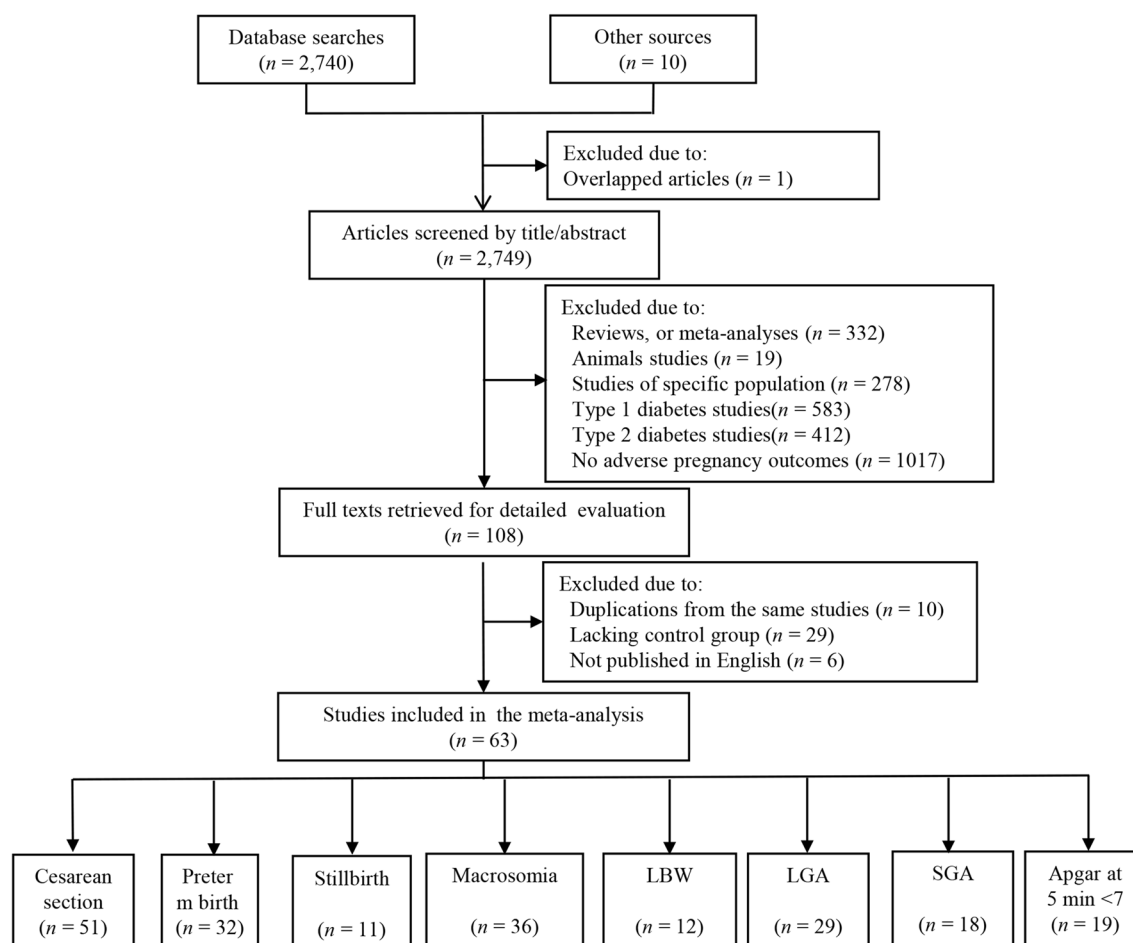 Database searches
(n = 2,740)
Other sources
(n = 10)
Excluded due to:
Overlapped articles (n = 1)
Articles screened by title/abstract
(n = 2,749)
Excluded due to:
Reviews, or meta-analyses (n = 332)
Animals studies (n = 19)
Studies of specific population (n = 278)
Type 1 diabetes studies(n = 583)
Type 2 diabetes studies(n = 412)
No adverse pregnancy outcomes (n = 1017)
Full texts retrieved for detailed evaluation
(n = 108)
Excluded due to:
Duplications from the same studies (n = 10)
Lacking control group (n = 29)
Not published in English (n = 6)
Studies included in the meta-analysis
(n = 63)
Cesarean
section
(n = 51)
Preter
m birth
(n = 32)
Stillbirth
(n = 11)
Macrosomia
(n = 36)
LBW
(n = 12)
LGA
(n = 29)
SGA
(n = 18)
Apgar at
5 min <7
(n = 19)